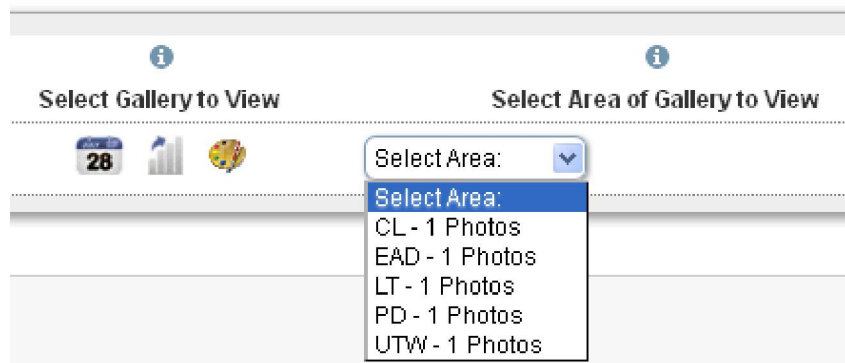 Select Gallery to View
Select Area of Gallery to View
28
Select Area:
Select Area:
CL - 1 Photos
EAD - 1 Photos
LT - 1 Photos
PD - 1 Photos
UTW - 1 Photos